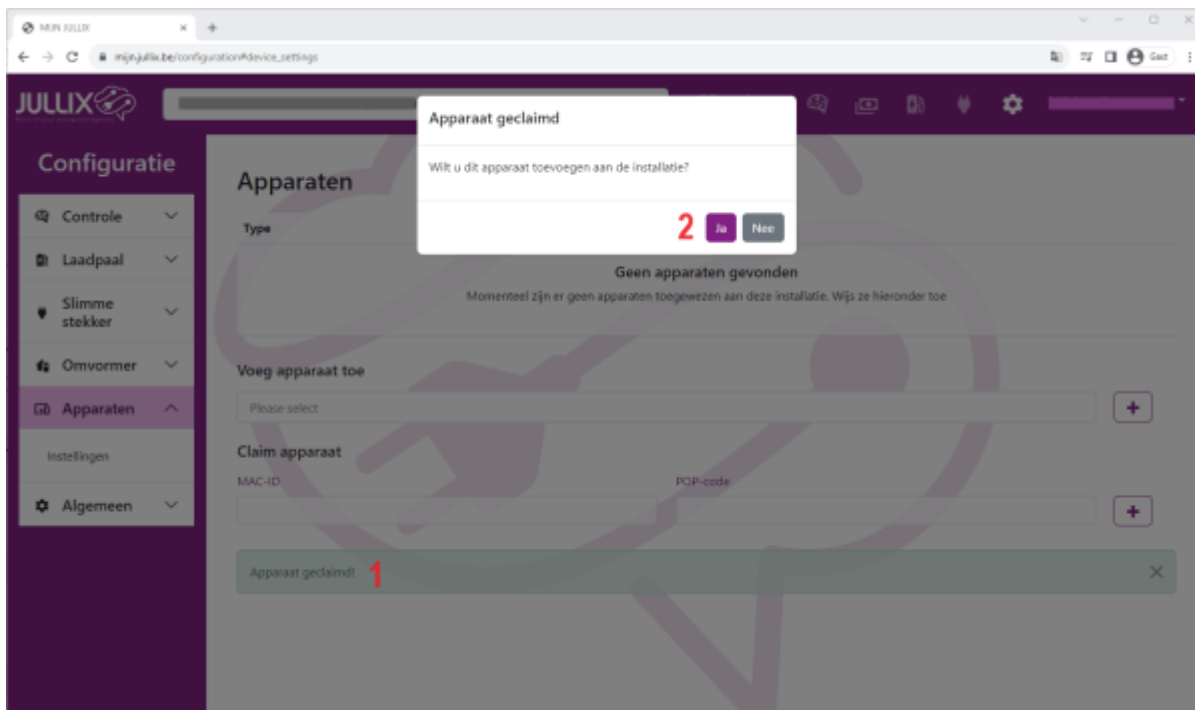 MIJN JULLIX
mijn.jullix.be/configuration#device_settings
Gast
JULLIX
Apparaat geclaimd
Configuratie
Wilt u dit apparaat toevoegen aan de installatie?
Apparaten
Controle
Type
2 Ja Nee
Laadpaal
Geen apparaten gevonden
Momenteel zijn er geen apparaten toegewezen aan deze installatie. Wijs ze hieronder toe
Slimme
stekker
Omvormer
Voeg apparaat toe
Apparaten
Please select
Instellingen
Claim apparaat
MAC-ID POP-code
Algemeen
Apparaat geclaimd! 1